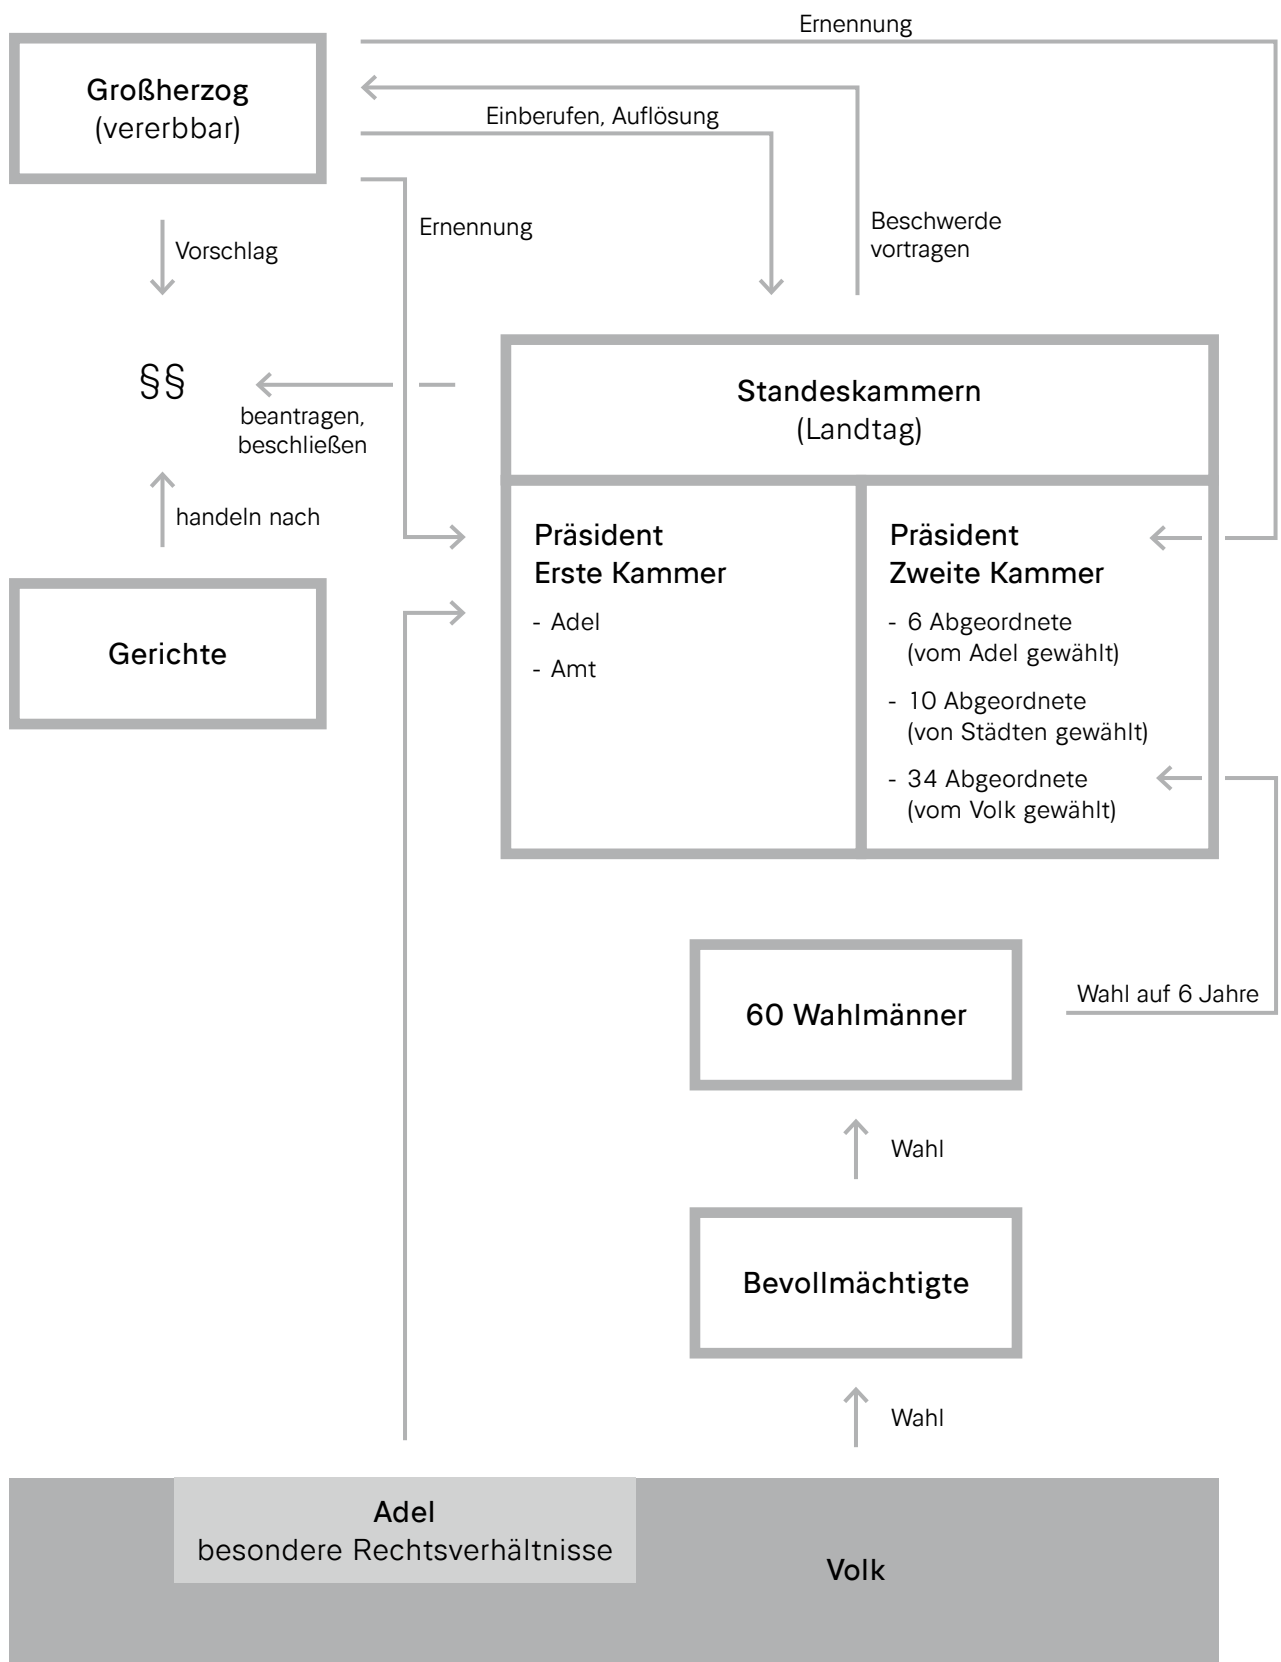 Ernennung
Großherzog
(vererbbar)
Einberufen, Auflösung
Ernennung
Beschwerde
vortragen
Vorschlag
§§
beantragen,
beschließen
handeln nach
Gerichte
Standeskammern
(Landtag)
Präsident
Erste Kammer
- Adel
- Amt
Präsident
Zweite Kammer
- 6 Abgeordnete
(vom Adel gewählt)
- 10 Abgeordnete
(von Städten gewählt)
- 34 Abgeordnete
(vom Volk gewählt)
60 Wahlmänner
Wahl auf 6 Jahre
Wahl
Bevollmächtigte
Wahl
Adel
besondere Rechtsverhältnisse
Volk